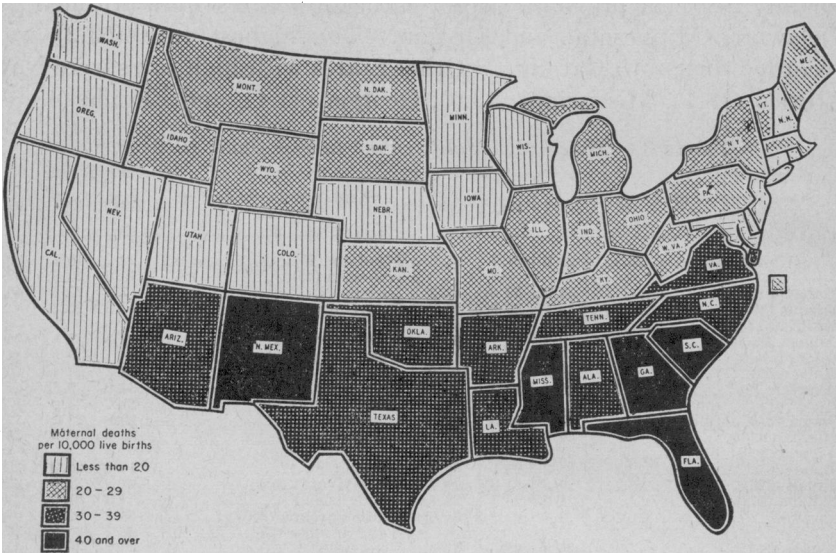 WASH.
ME.
MONT.
N. DAK.
MINN.
VT.
OREG.
N.H.
WIS.
IDAHO
S. DAK.
N Y
MICH.
WYO.
PA.
IOWA
NEBR.
OHIO
NEV.
ILL.
IND.
UTAH
W. VA.
CAL.
COLO.
VA.
KAN.
MO.
KY.
N.C.
TENN.
OKLA.
ARIZ.
N. MEX.
ARK.
S.C.
GA.
MISS.
ALA.
TEXAS
LA.
FLA.
Maternal deaths
per 10,000 live births
Less than 20
20 - 29
30 - 39
40 and over